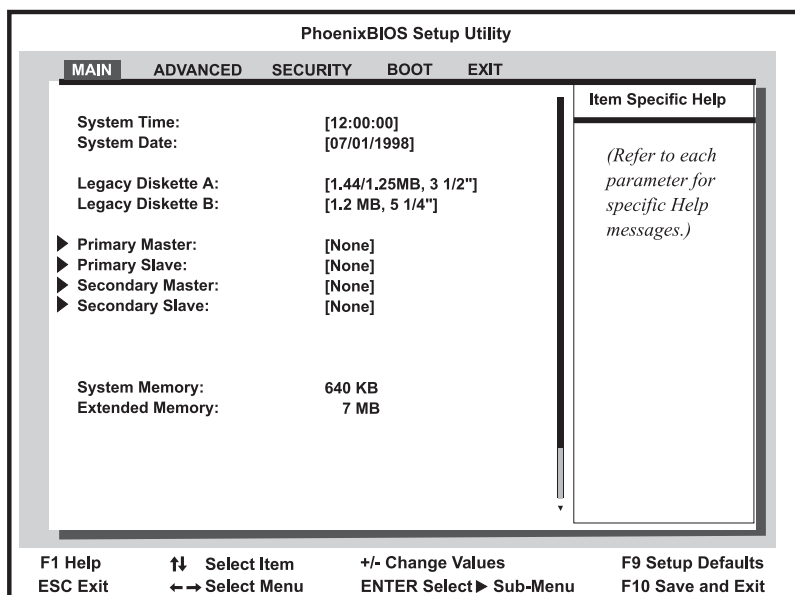 PhoenixBIOS Setup Utility
MAIN ADVANCED SECURITY BOOT EXIT
System Time: [12:00:00]
System Date: [07/01/1998]
Legacy Diskette A: [1.44/1.25MB, 3 1/2"]
Legacy Diskette B: [1.2 MB, 5 1/4"]
Primary Master: [None]
Primary Slave: [None]
Secondary Master: [None]
Secondary Slave: [None]
System Memory: 640 KB
Extended Memory: 7 MB
Item Specific Help
(Refer to each
parameter for
specific Help
messages.)
F1 Help ↑↓ Select Item +/- Change Values F9 Setup Defaults
ESC Exit ←→ Select Menu ENTER Select ▶ Sub-Menu F10 Save and Exit